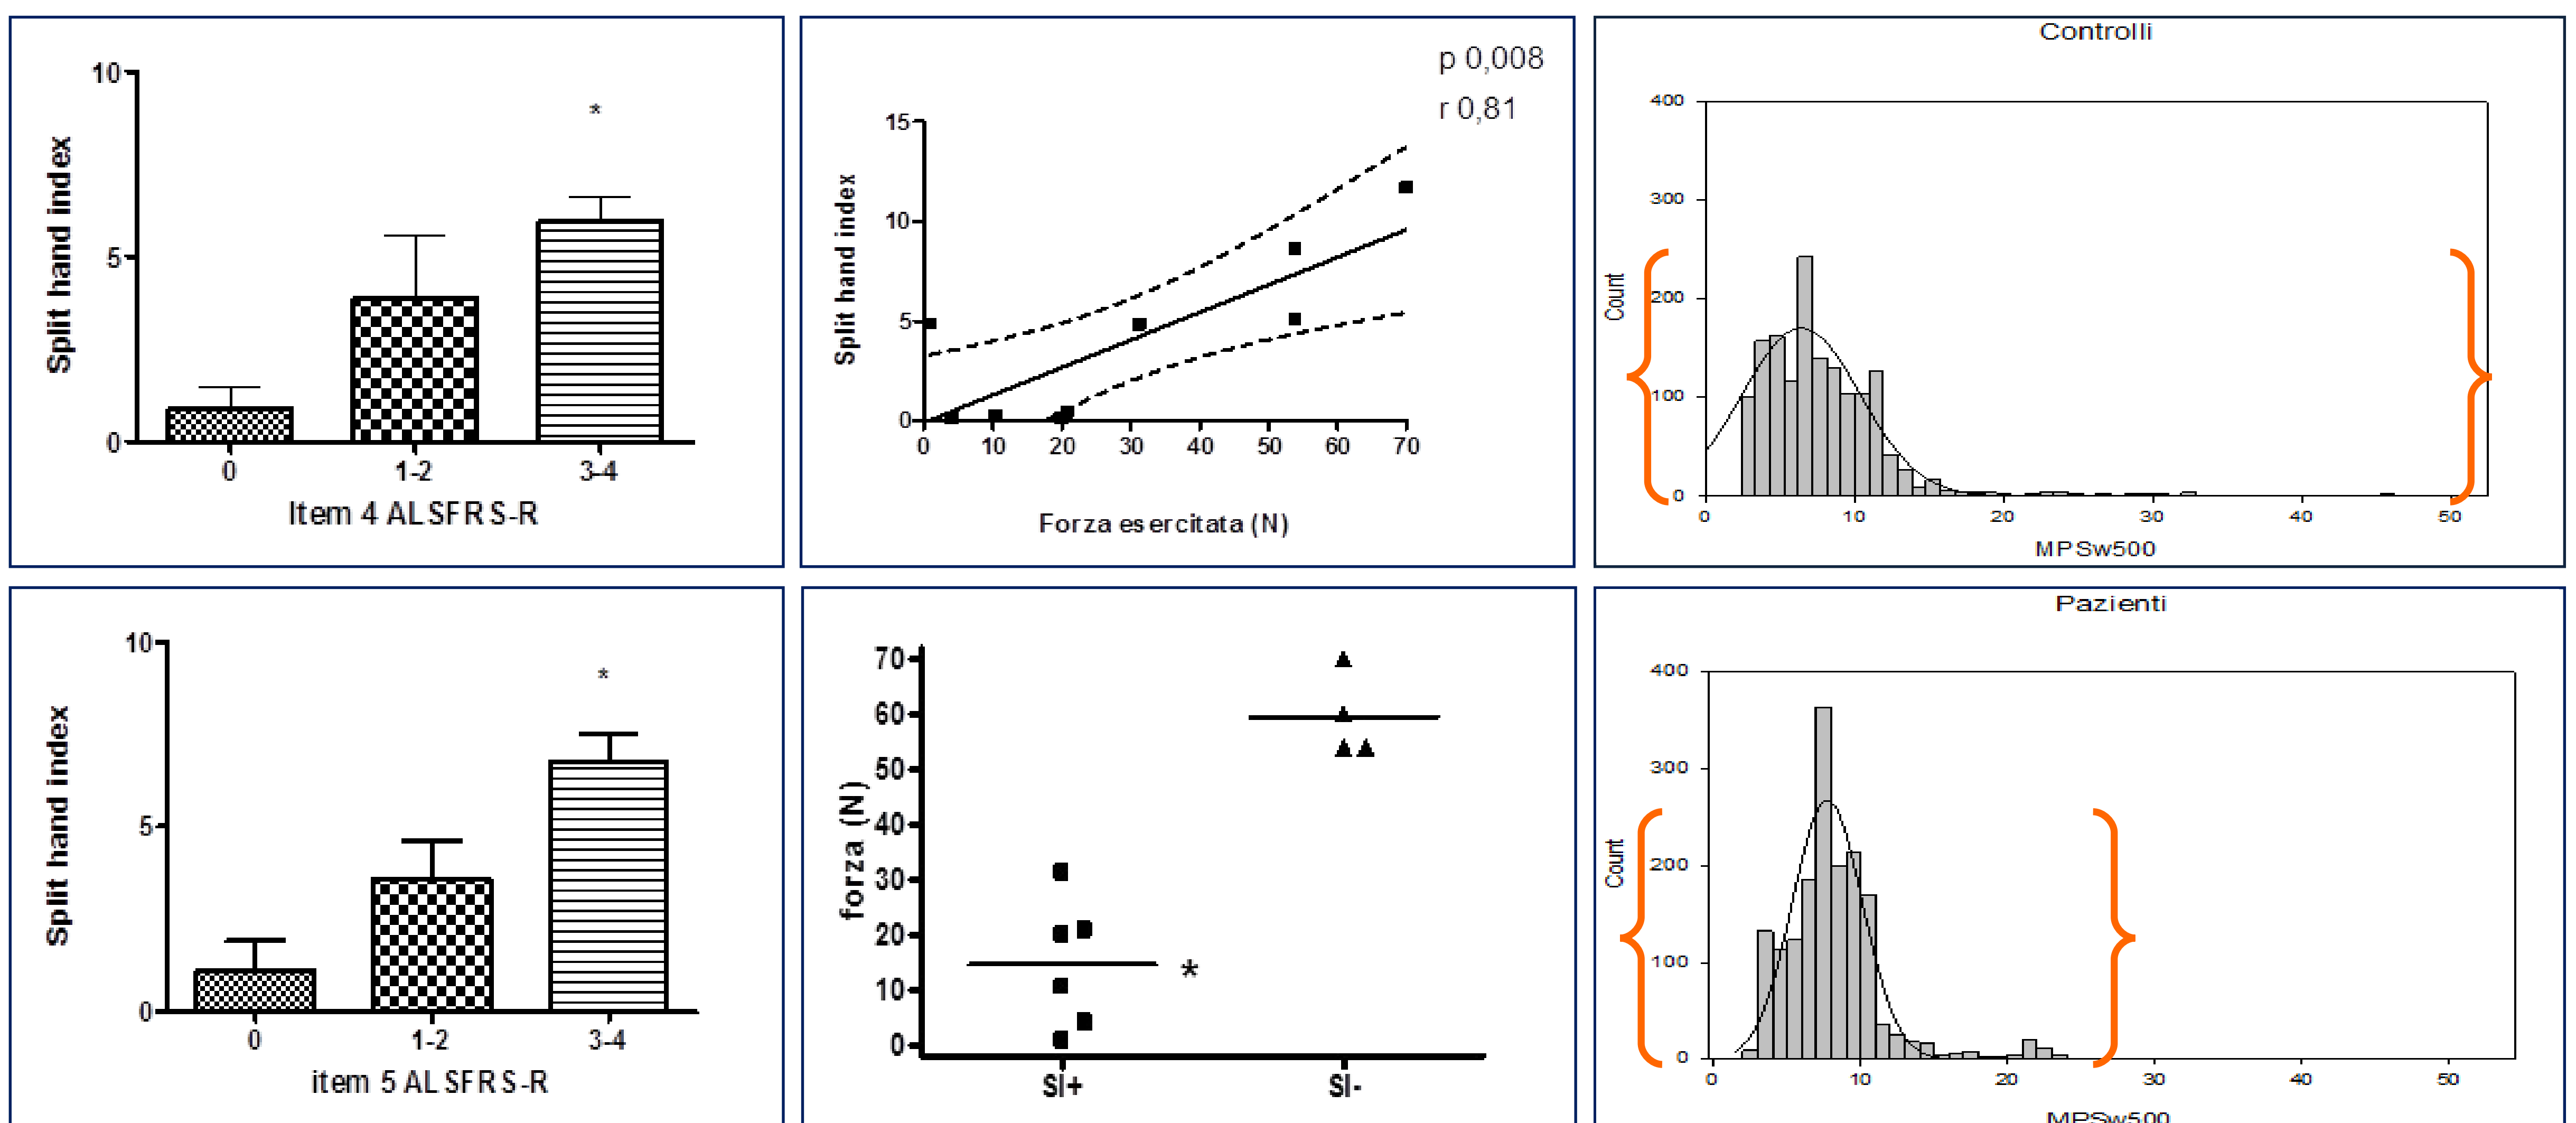 10
5
0
Split hand index
*
0 1-2 3-4
Item 4 ALSFRS-R
p 0,008
r 0,81
15
10
5
0
Split hand index
0 10 20 30 40 50 60 70
Forza esercitata (N)
Controlli
400
300
200
100
0
Count
0 10 20 30 40 50
MPSw500
10
5
0
Split hand index
*
0 1-2 3-4
item 5 ALSFRS-R
70
60
50
40
30
20
10
0
forza (N)
*
SI+ SI-
Pazienti
400
300
200
100
0
Count
0 10 20 30 40 50
MPSw500